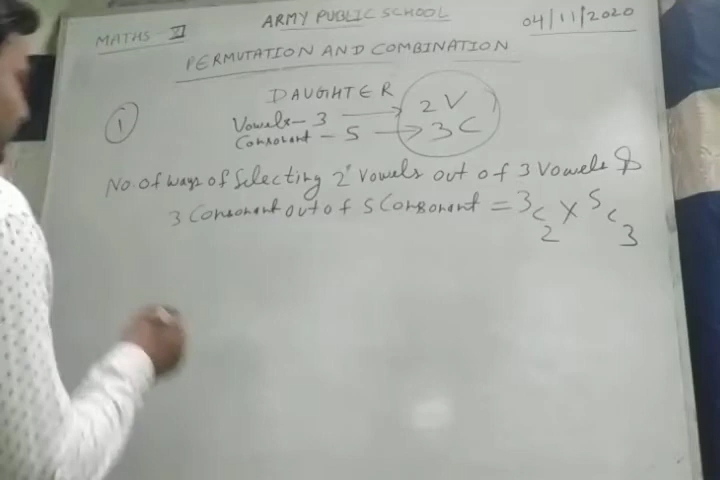 ARMY PUBLIC SCHOOL
MATHS XI
04/11/2020
PERMUTATION AND COMBINATION
1
DAUGHTER
Vowels - 3 → 2V
Consonant - 5 → 3C
No. of ways of Selecting 2 Vowels out of 3 Vowels &
3 Consonant out of 5 Consonant = 3C2 X 5C3